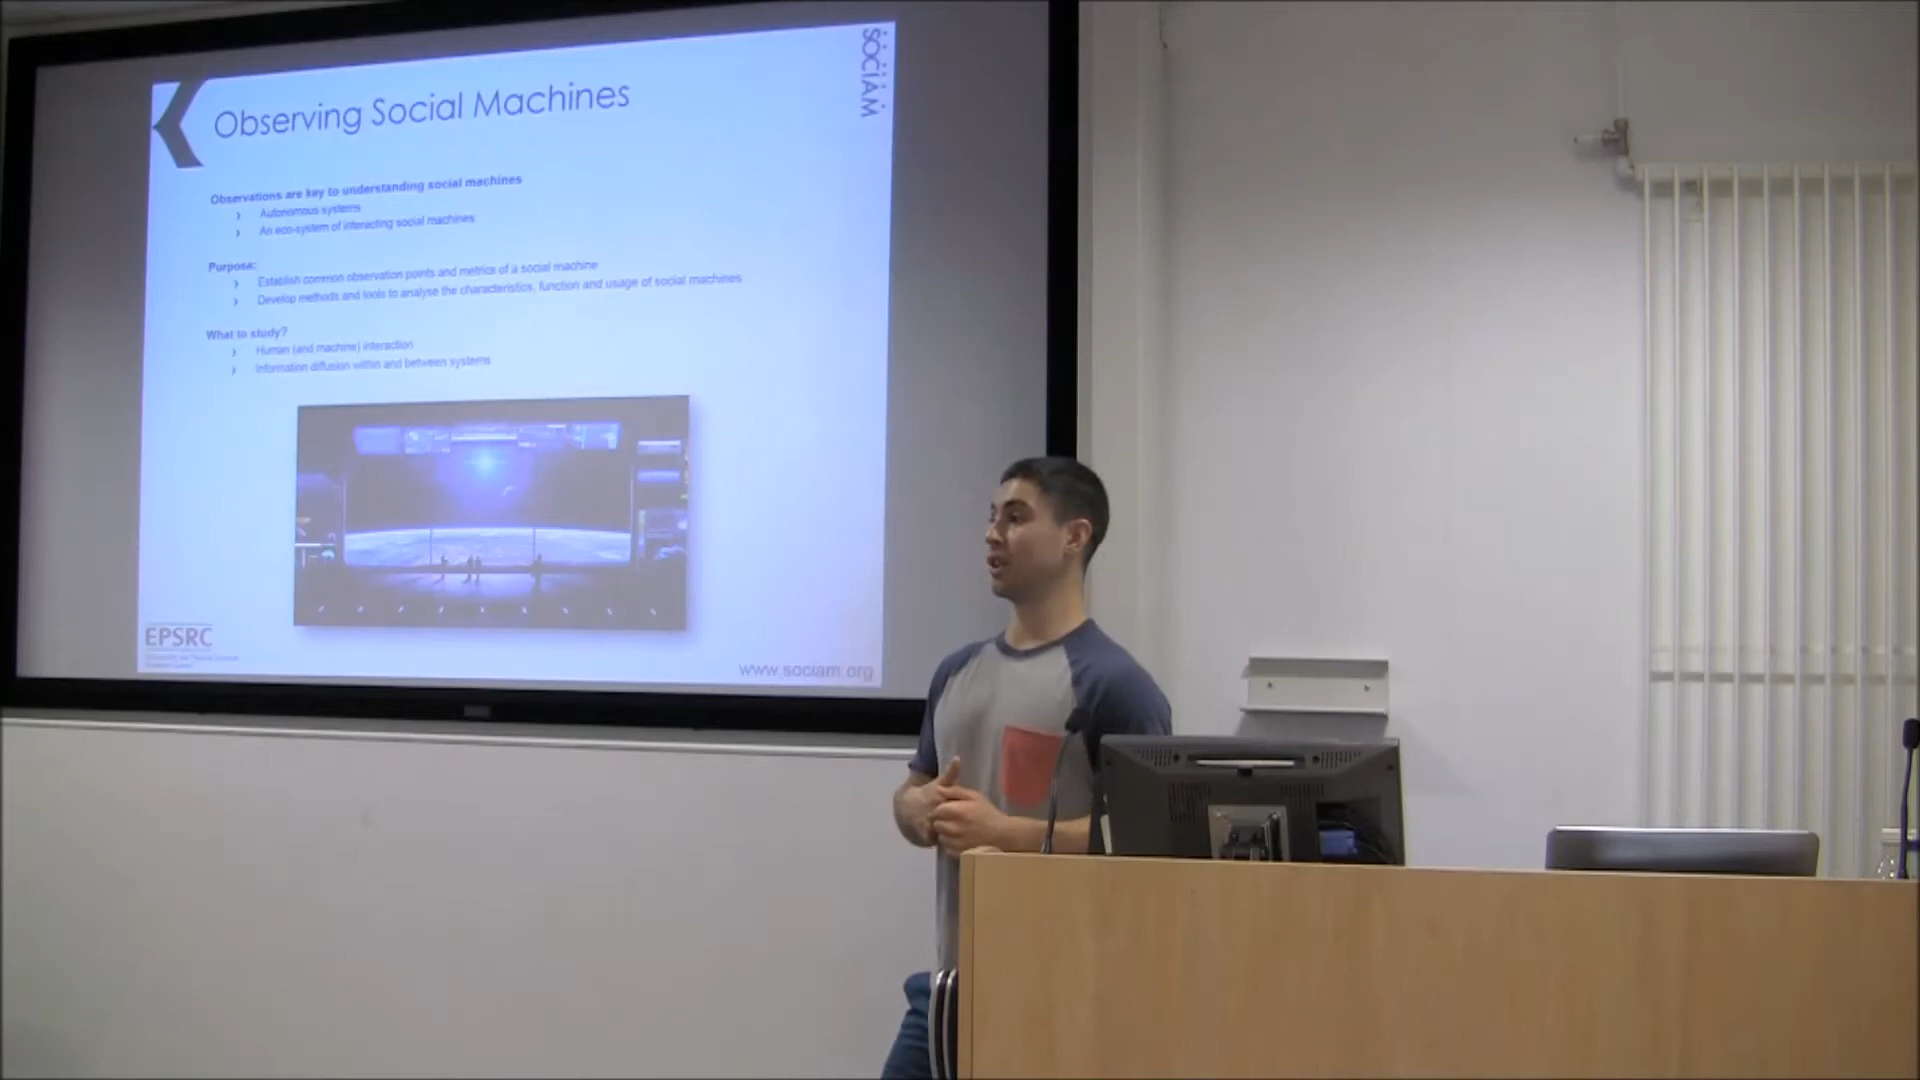 Observing Social Machines
SOCIAM
Observations are key to understanding social machines
Autonomous systems
An eco-system of interacting social machines
Purpose:
Establish common observation points and metrics of a social machine
Develop methods and tools to analyse the characteristics, function and usage of social machines
What to study?
Human (and machine) interaction
Information diffusion within and between systems
EPSRC
www.sociam.org